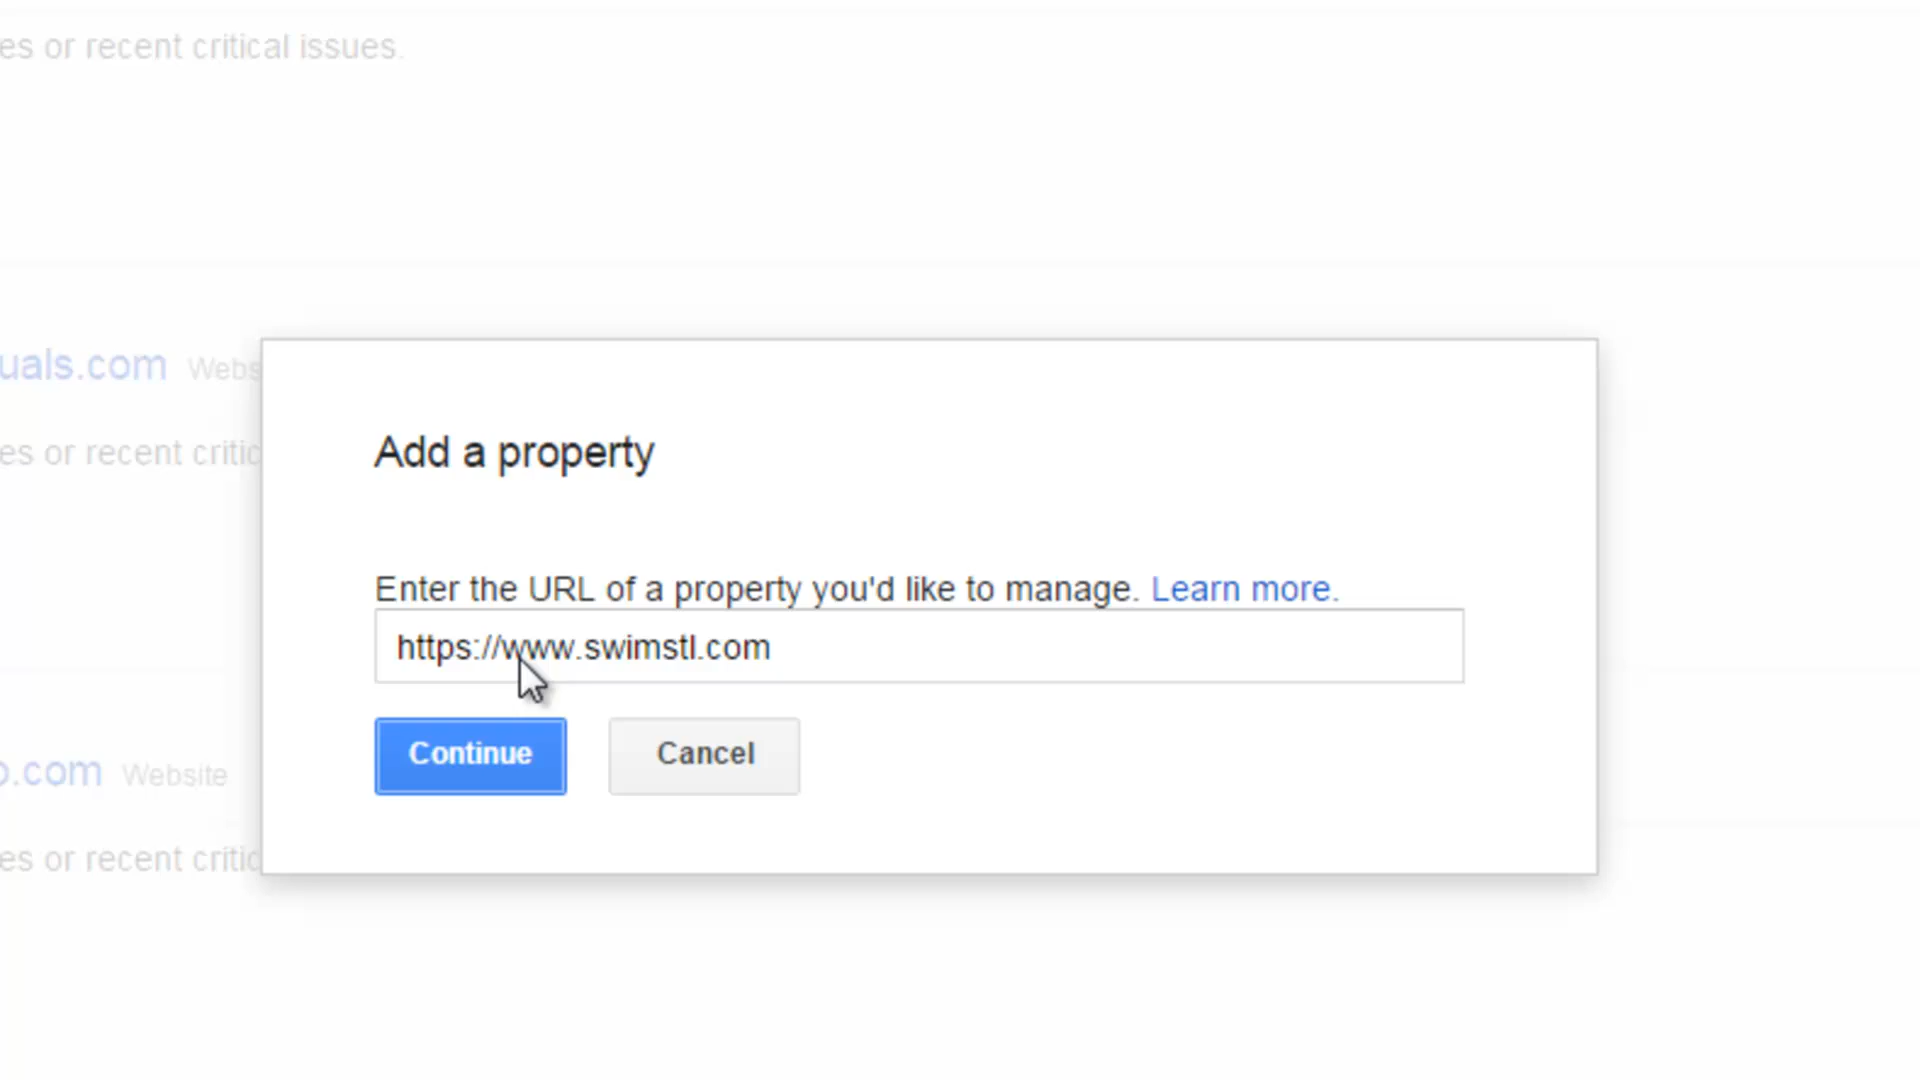 es or recent critical issues.
uals.com Webs
es or recent critic
Add a property
Enter the URL of a property you'd like to manage. Learn more.
https://www.swimstl.com
Continue Cancel
o.com Website
es or recent critic